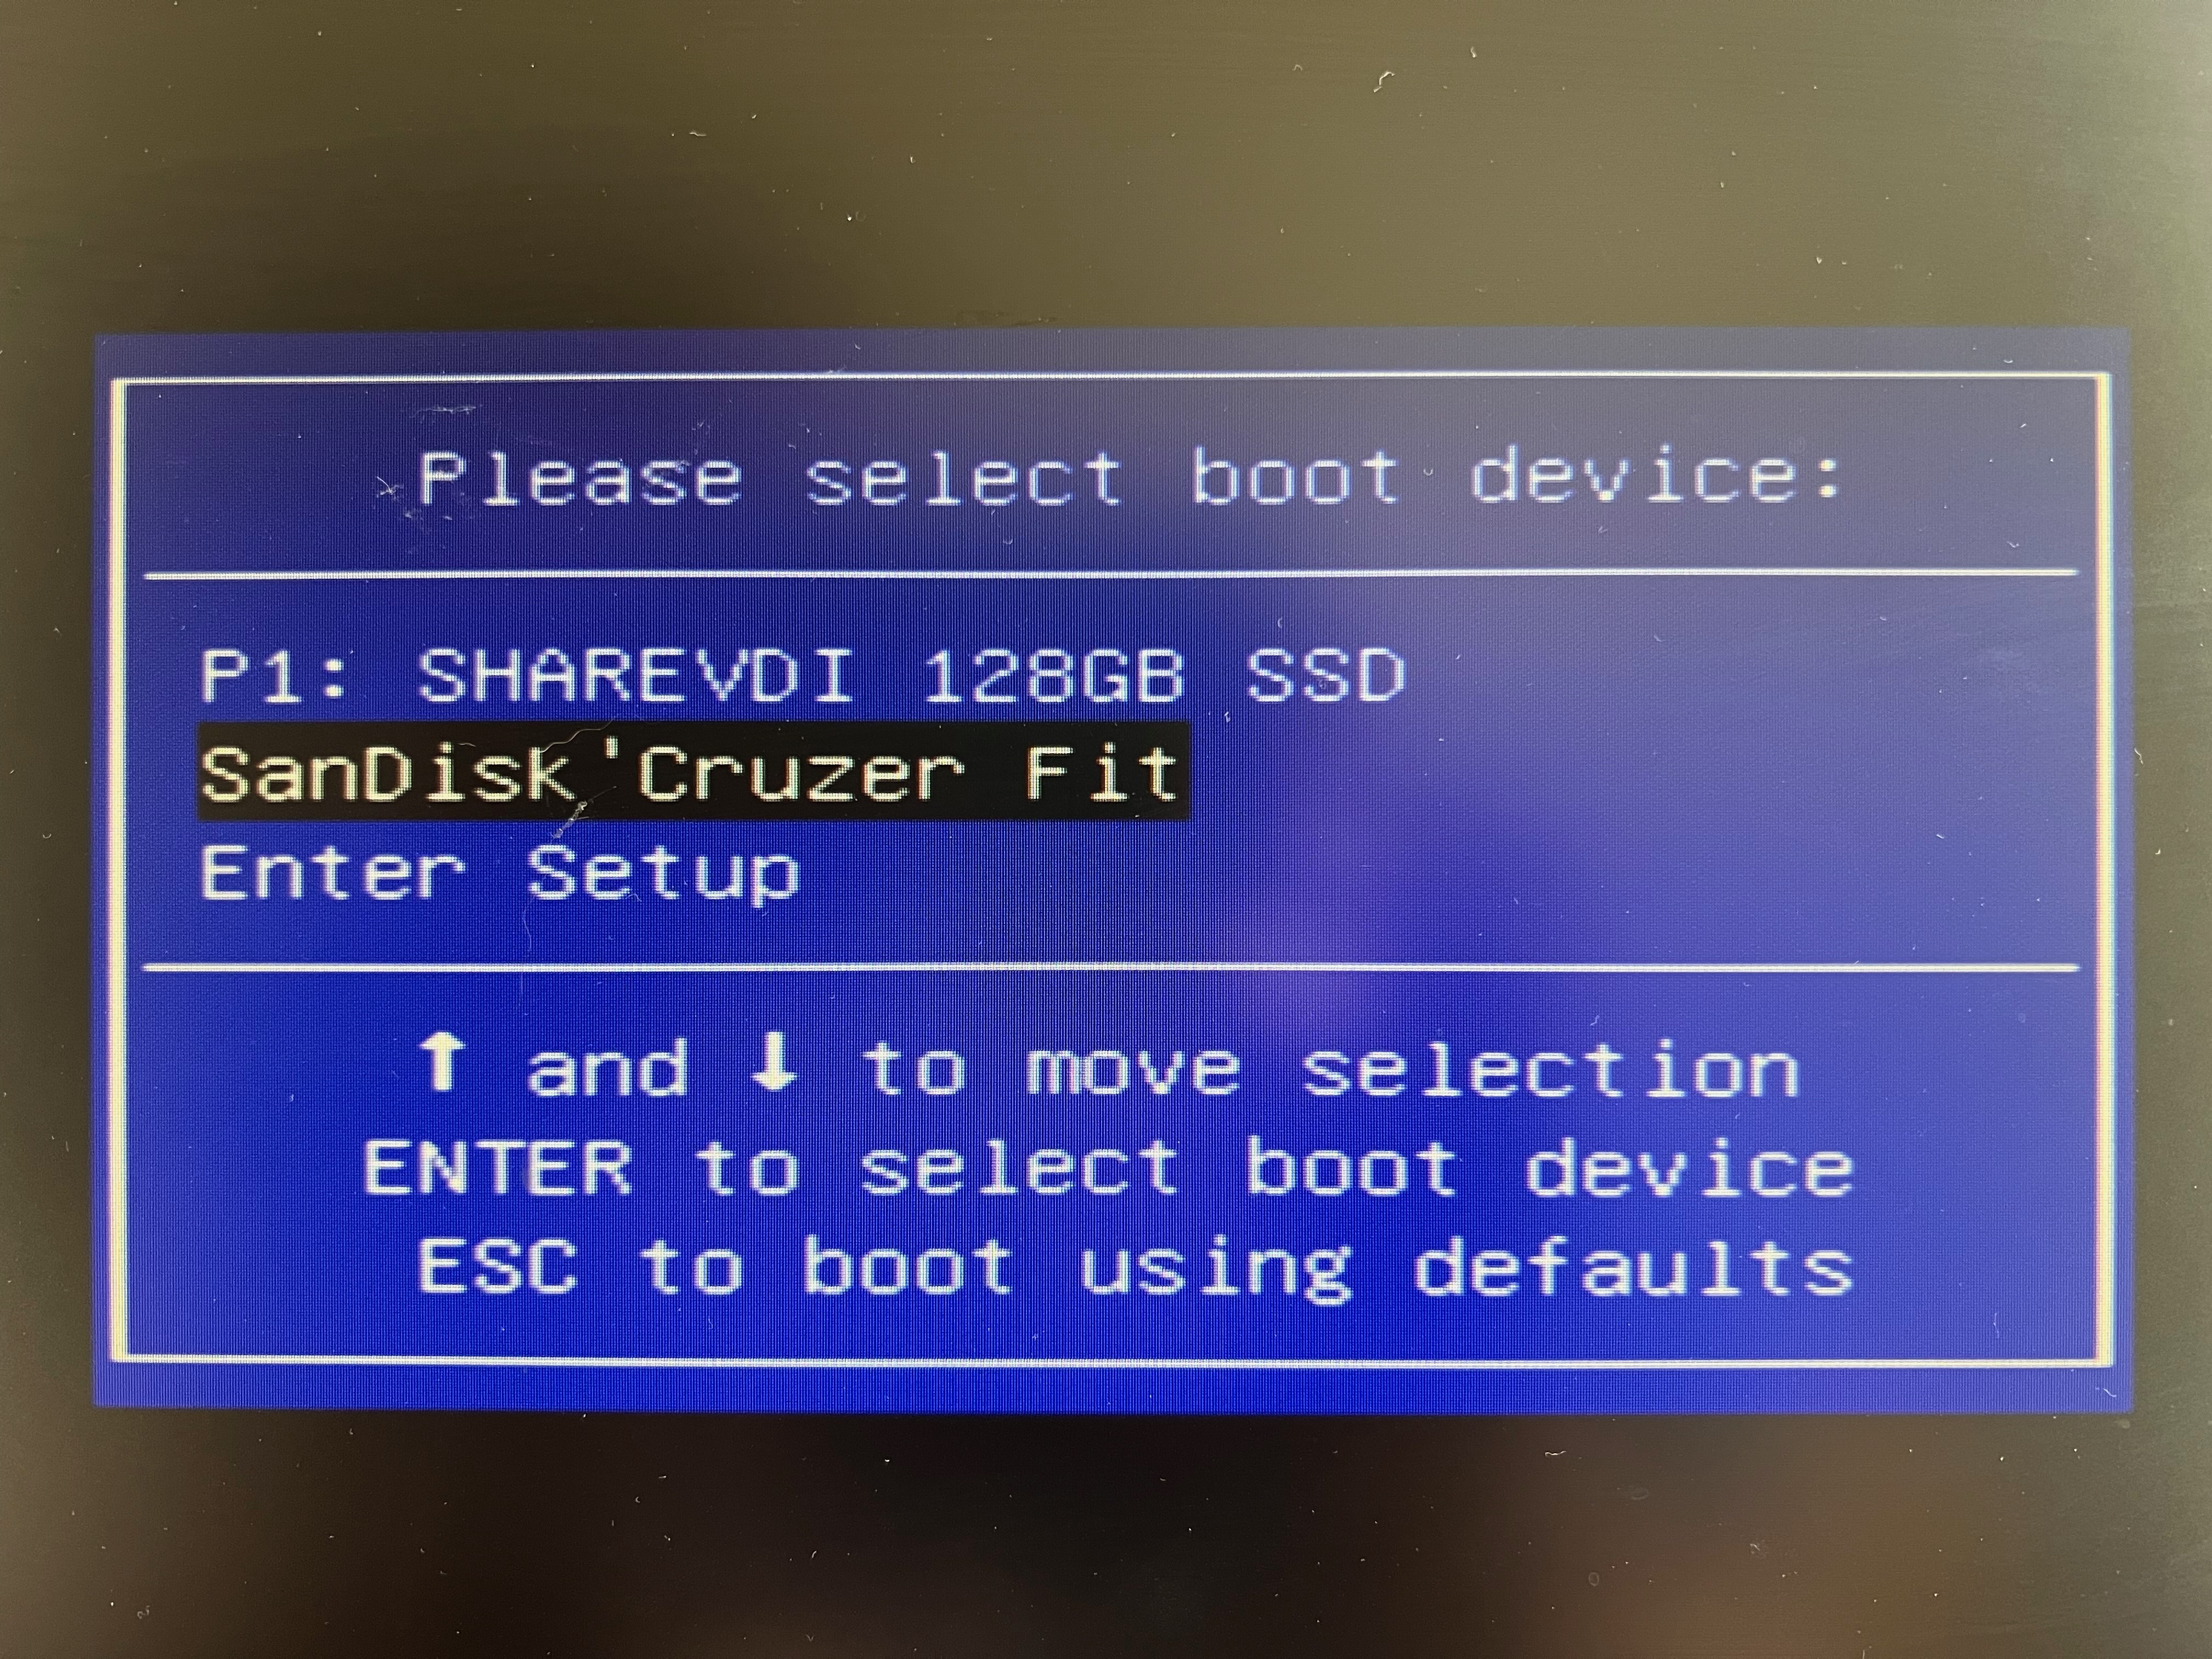 Please select boot device:
P1: SHAREVDI 128GB SSD
SanDisk'Cruzer Fit
Enter Setup
↑ and ↓ to move selection
ENTER to select boot device
ESC to boot using defaults